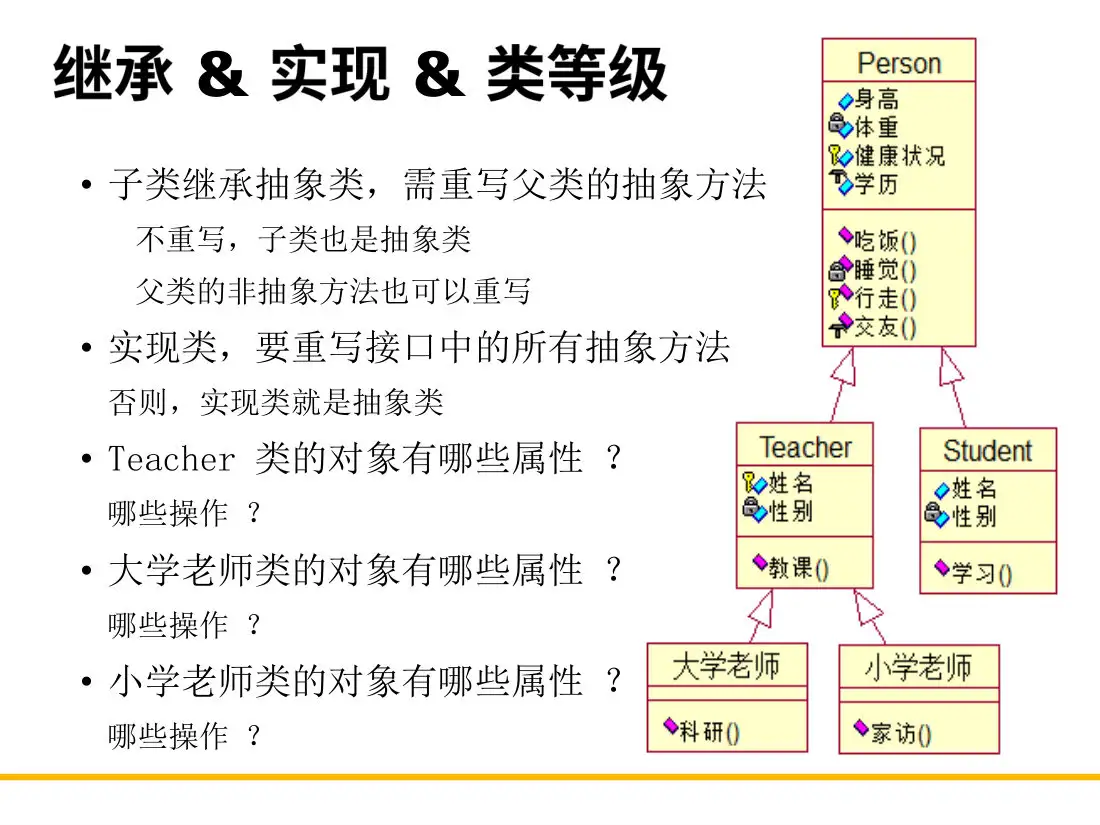 继承 & 实现 & 类等级
• 子类继承抽象类，需重写父类的抽象方法
不重写，子类也是抽象类
父类的非抽象方法也可以重写
• 实现类，要重写接口中的所有抽象方法
否则，实现类就是抽象类
• Teacher 类的对象有哪些属性 ？
哪些操作 ？
• 大学老师类的对象有哪些属性 ？
哪些操作 ？
• 小学老师类的对象有哪些属性 ？
哪些操作 ？
Person
身高
体重
健康状况
学历
吃饭()
睡觉()
行走()
交友()
Teacher
姓名
性别
教课()
Student
姓名
性别
学习()
大学老师
科研()
小学老师
家访()